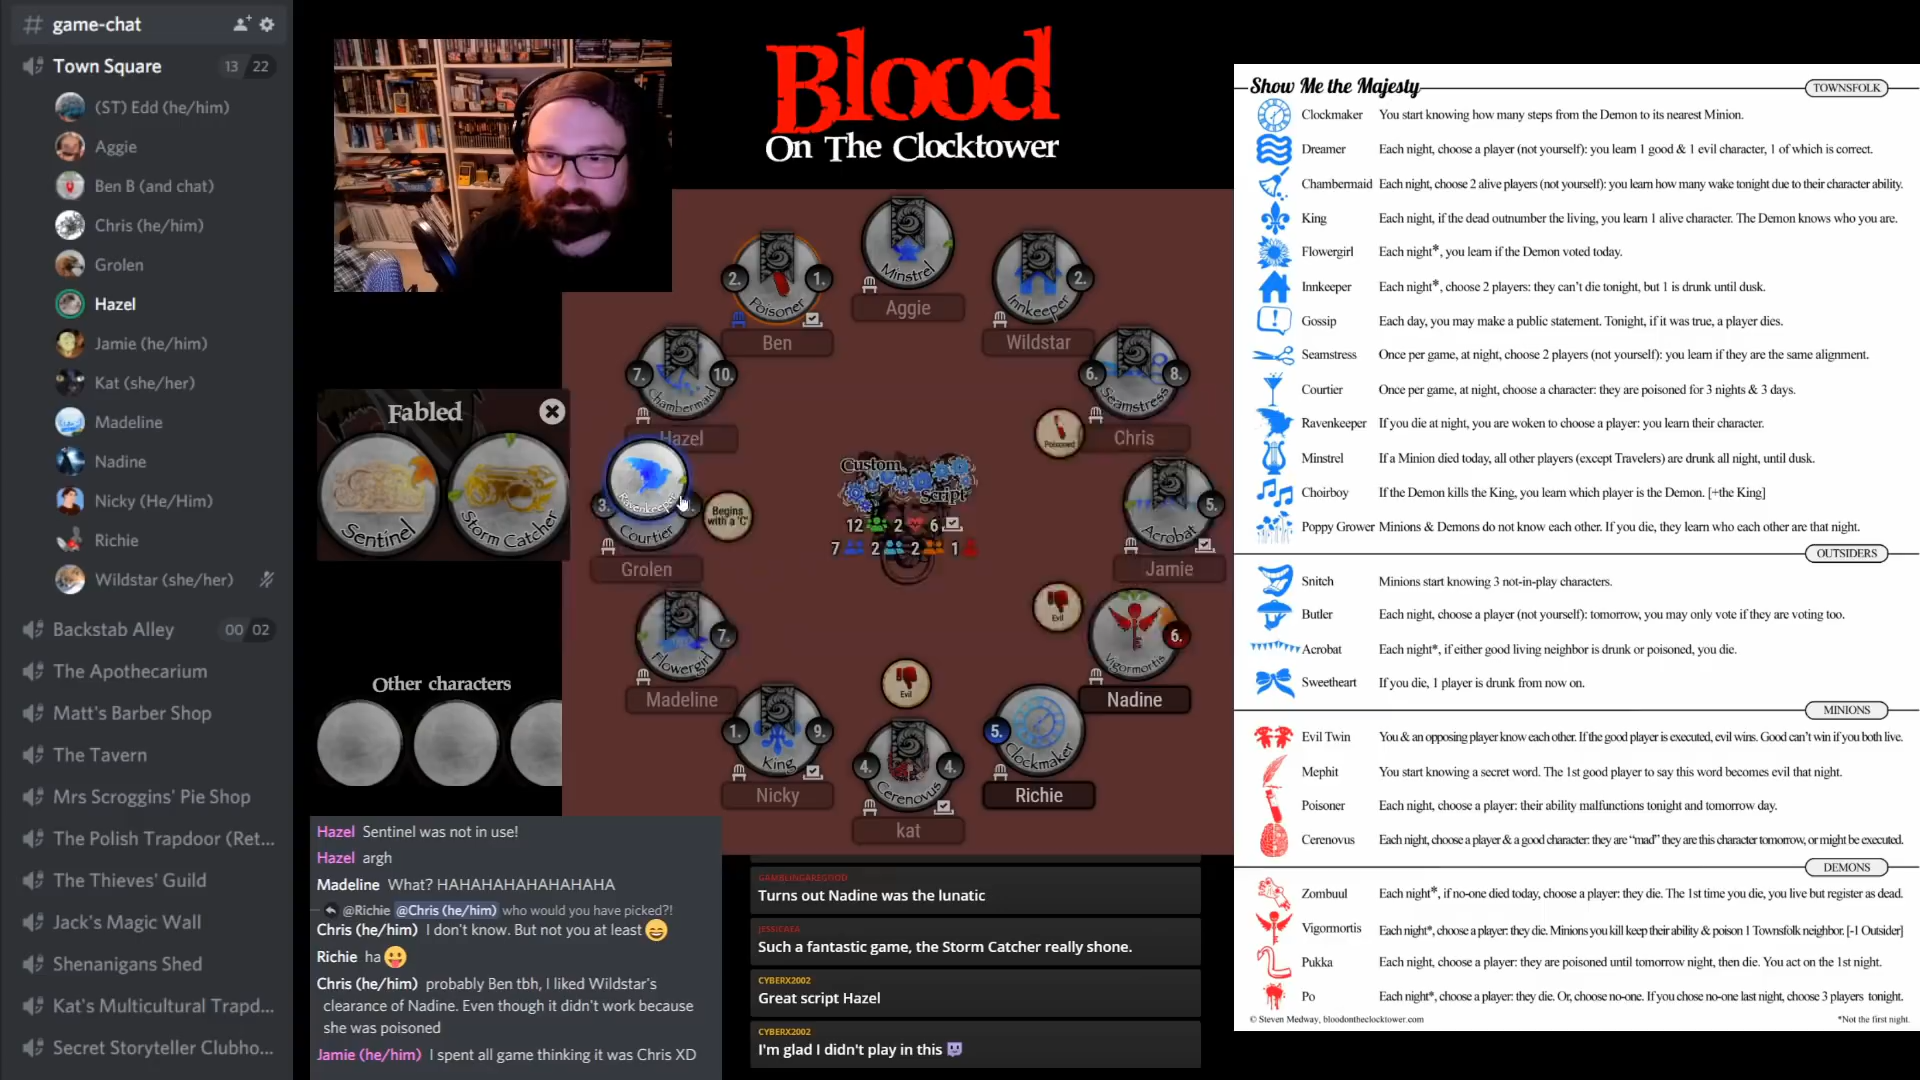 game-chat
Town Square 13 22
(ST) Edd (he/him)
Aggie
Ben B (and chat)
Chris (he/him)
Grolen
Hazel
Jamie (he/him)
Kat (she/her)
Madeline
Nadine
Nicky (He/Him)
Richie
Wildstar (she/her)
Backstab Alley 00 02
The Apothecarium
Matt's Barber Shop
The Tavern
Mrs Scroggins' Pie Shop
The Polish Trapdoor (Ret...
The Thieves' Guild
Jack's Magic Wall
Shenanigans Shed
Kat's Multicultural Trapd...
Secret Storyteller Clubho...
Fabled
Sentinel
Storm Catcher
Other characters
Hazel Sentinel was not in use!
Hazel argh
Madeline What? HAHAHAHAHAHAHAHA
@Richie @Chris (he/him) who would you have picked?!
Chris (he/him) I don't know. But not you at least 😄
Richie ha 😛
Chris (he/him) probably Ben tbh, I liked Wildstar's
clearance of Nadine. Even though it didn't work because
she was poisoned
Jamie (he/him) I spent all game thinking it was Chris XD
Blood
On The Clocktower
Minstrel
Aggie
2. 1.
Poisoner
Ben
2.
Innkeeper
Wildstar
7. 10.
Chambermaid
Hazel
6. 8.
Seamstress
Chris
Poisoned
Ravenkeeper
3.
Courtier
Begins
with a 'C'
Grolen
Custom
Script
12 2 6
7 2 2 1
5.
Acrobat
Jamie
7.
Flowergirl
Madeline
Evil
6.
Vigormortis
Nadine
1. 9.
King
Nicky
Evil
4. 4.
Cerenovus
kat
5.
Clockmaker
Richie
GAMBLINGAREGOOD
Turns out Nadine was the lunatic
JESSICAEA
Such a fantastic game, the Storm Catcher really shone.
CYBERX2002
Great script Hazel
CYBERX2002
I'm glad I didn't play in this
Show Me the Majesty
TOWNSFOLK
Clockmaker You start knowing how many steps from the Demon to its nearest Minion.
Dreamer Each night, choose a player (not yourself): you learn 1 good & 1 evil character, 1 of which is correct.
Chambermaid Each night, choose 2 alive players (not yourself): you learn how many wake tonight due to their character ability.
King Each night, if the dead outnumber the living, you learn 1 alive character. The Demon knows who you are.
Flowergirl Each night*, you learn if the Demon voted today.
Innkeeper Each night*, choose 2 players: they can't die tonight, but 1 is drunk until dusk.
Gossip Each day, you may make a public statement. Tonight, if it was true, a player dies.
Seamstress Once per game, at night, choose 2 players (not yourself): you learn if they are the same alignment.
Courtier Once per game, at night, choose a character: they are poisoned for 3 nights & 3 days.
Ravenkeeper If you die at night, you are woken to choose a player: you learn their character.
Minstrel If a Minion died today, all other players (except Travelers) are drunk all night, until dusk.
Choirboy If the Demon kills the King, you learn which player is the Demon. [+the King]
Poppy Grower Minions & Demons do not know each other. If you die, they learn who each other are that night.
OUTSIDERS
Snitch Minions start knowing 3 not-in-play characters.
Butler Each night, choose a player (not yourself): tomorrow, you may only vote if they are voting too.
Acrobat Each night*, if either good living neighbor is drunk or poisoned, you die.
Sweetheart If you die, 1 player is drunk from now on.
MINIONS
Evil Twin You & an opposing player know each other. If the good player is executed, evil wins. Good can't win if you both live.
Mephit You start knowing a secret word. The 1st good player to say this word becomes evil that night.
Poisoner Each night, choose a player: their ability malfunctions tonight and tomorrow day.
Cerenovus Each night, choose a player & a good character: they are “mad” they are this character tomorrow, or might be executed.
DEMONS
Zombuul Each night*, if no-one died today, choose a player: they die. The 1st time you die, you live but register as dead.
Vigormortis Each night*, choose a player: they die. Minions you kill keep their ability & poison 1 Townsfolk neighbor. [-1 Outsider]
Pukka Each night, choose a player: they are poisoned until tomorrow night, then die. You act on the 1st night.
Po Each night*, choose a player: they die. Or, choose no-one. If you chose no-one last night, choose 3 players tonight.
© Steven Medway, bloodontheclocktower.com *Not the first night.